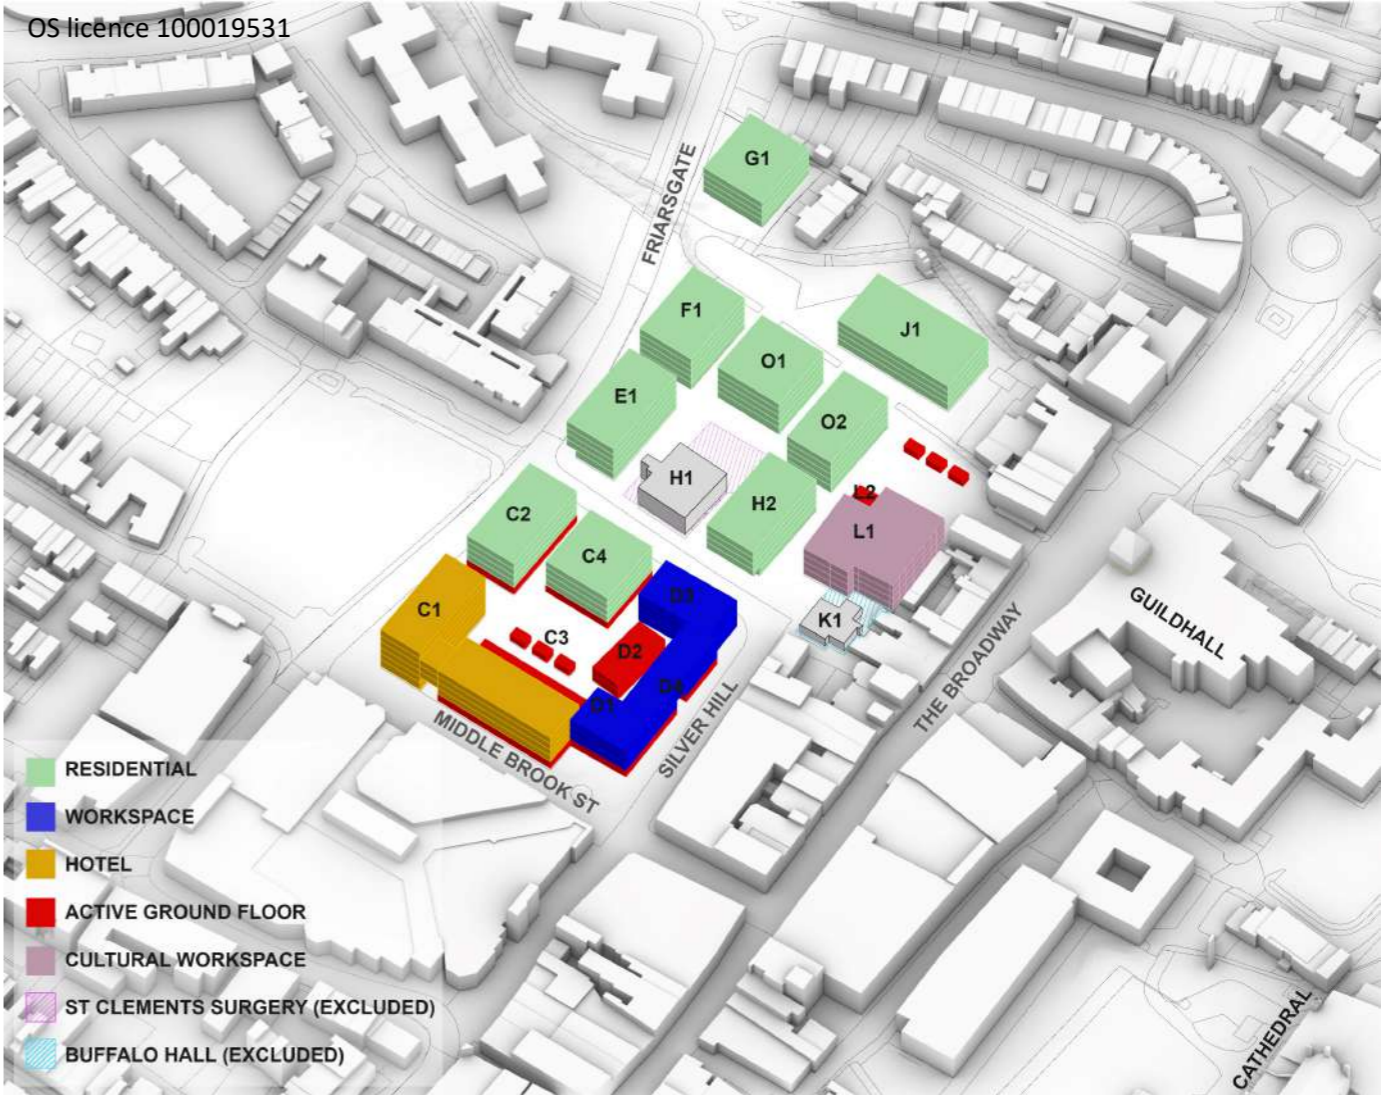 OS licence 100019531
G1
FRIARSGATE
F1
J1
O1
E1
O2
H1
L2
C2
H2
L1
C4
D3
C1
K1
GUILDHALL
C3
D2
THE BROADWAY
D1
MIDDLE BROOK ST
SILVER HILL
RESIDENTIAL
WORKSPACE
HOTEL
ACTIVE GROUND FLOOR
CULTURAL WORKSPACE
ST CLEMENTS SURGERY (EXCLUDED)
BUFFALO HALL (EXCLUDED)
CATHEDRAL